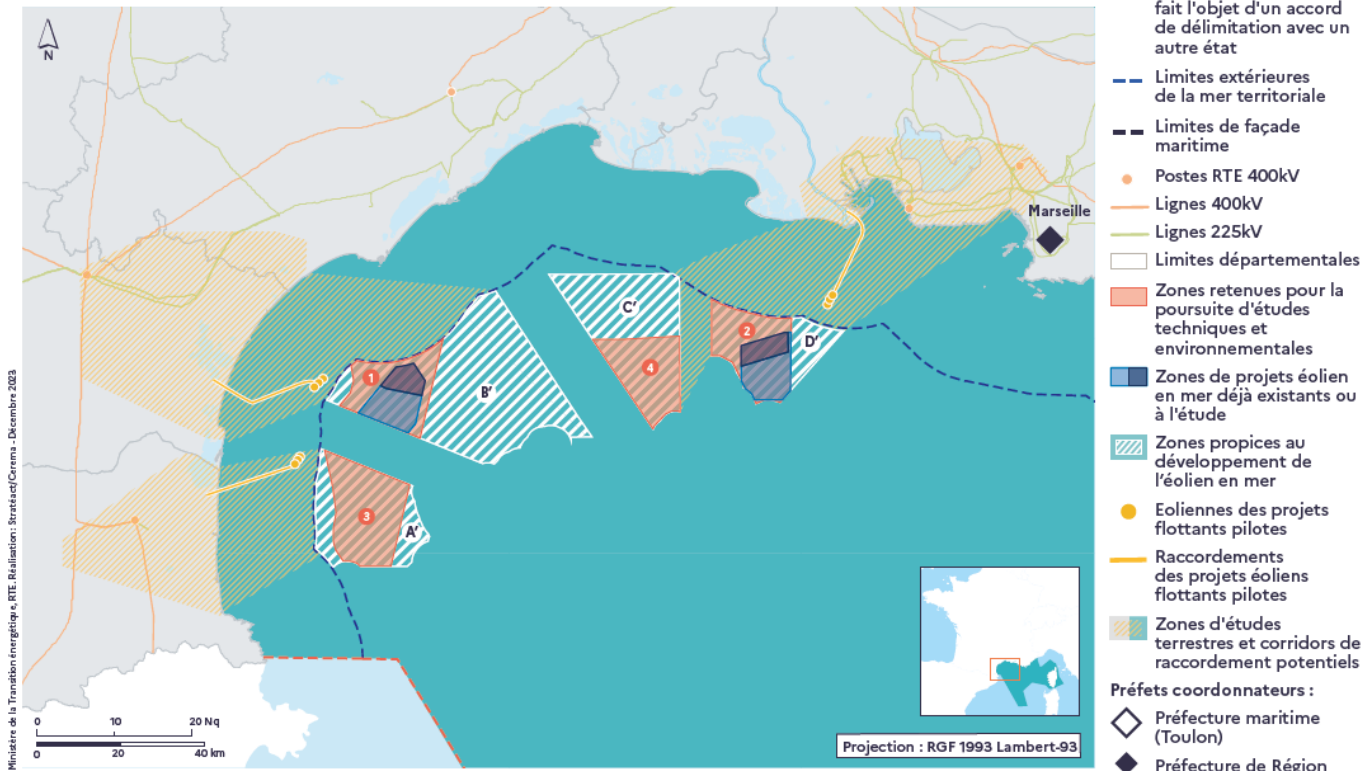 N
Marseille
C'
2
D'
1
4
B'
3
A'
0 10 20 Nq
0 20 40 km
Projection : RGF 1993 Lambert-93
Ministère de la Transition énergétique, RTE. Réalisation : Stratéact/Cerema - Décembre 2023
fait l'objet d'un accord
de délimitation avec un
autre état
Limites extérieures
de la mer territoriale
Limites de façade
maritime
Postes RTE 400kV
Lignes 400kV
Lignes 225kV
Limites départementales
Zones retenues pour la
poursuite d'études
techniques et
environnementales
Zones de projets éolien
en mer déjà existants ou
à l'étude
Zones propices au
développement de
l'éolien en mer
Eoliennes des projets
flottants pilotes
Raccordements
des projets éoliens
flottants pilotes
Zones d'études
terrestres et corridors de
raccordement potentiels
Préfets coordonnateurs :
Préfecture maritime
(Toulon)
Préfecture de Région